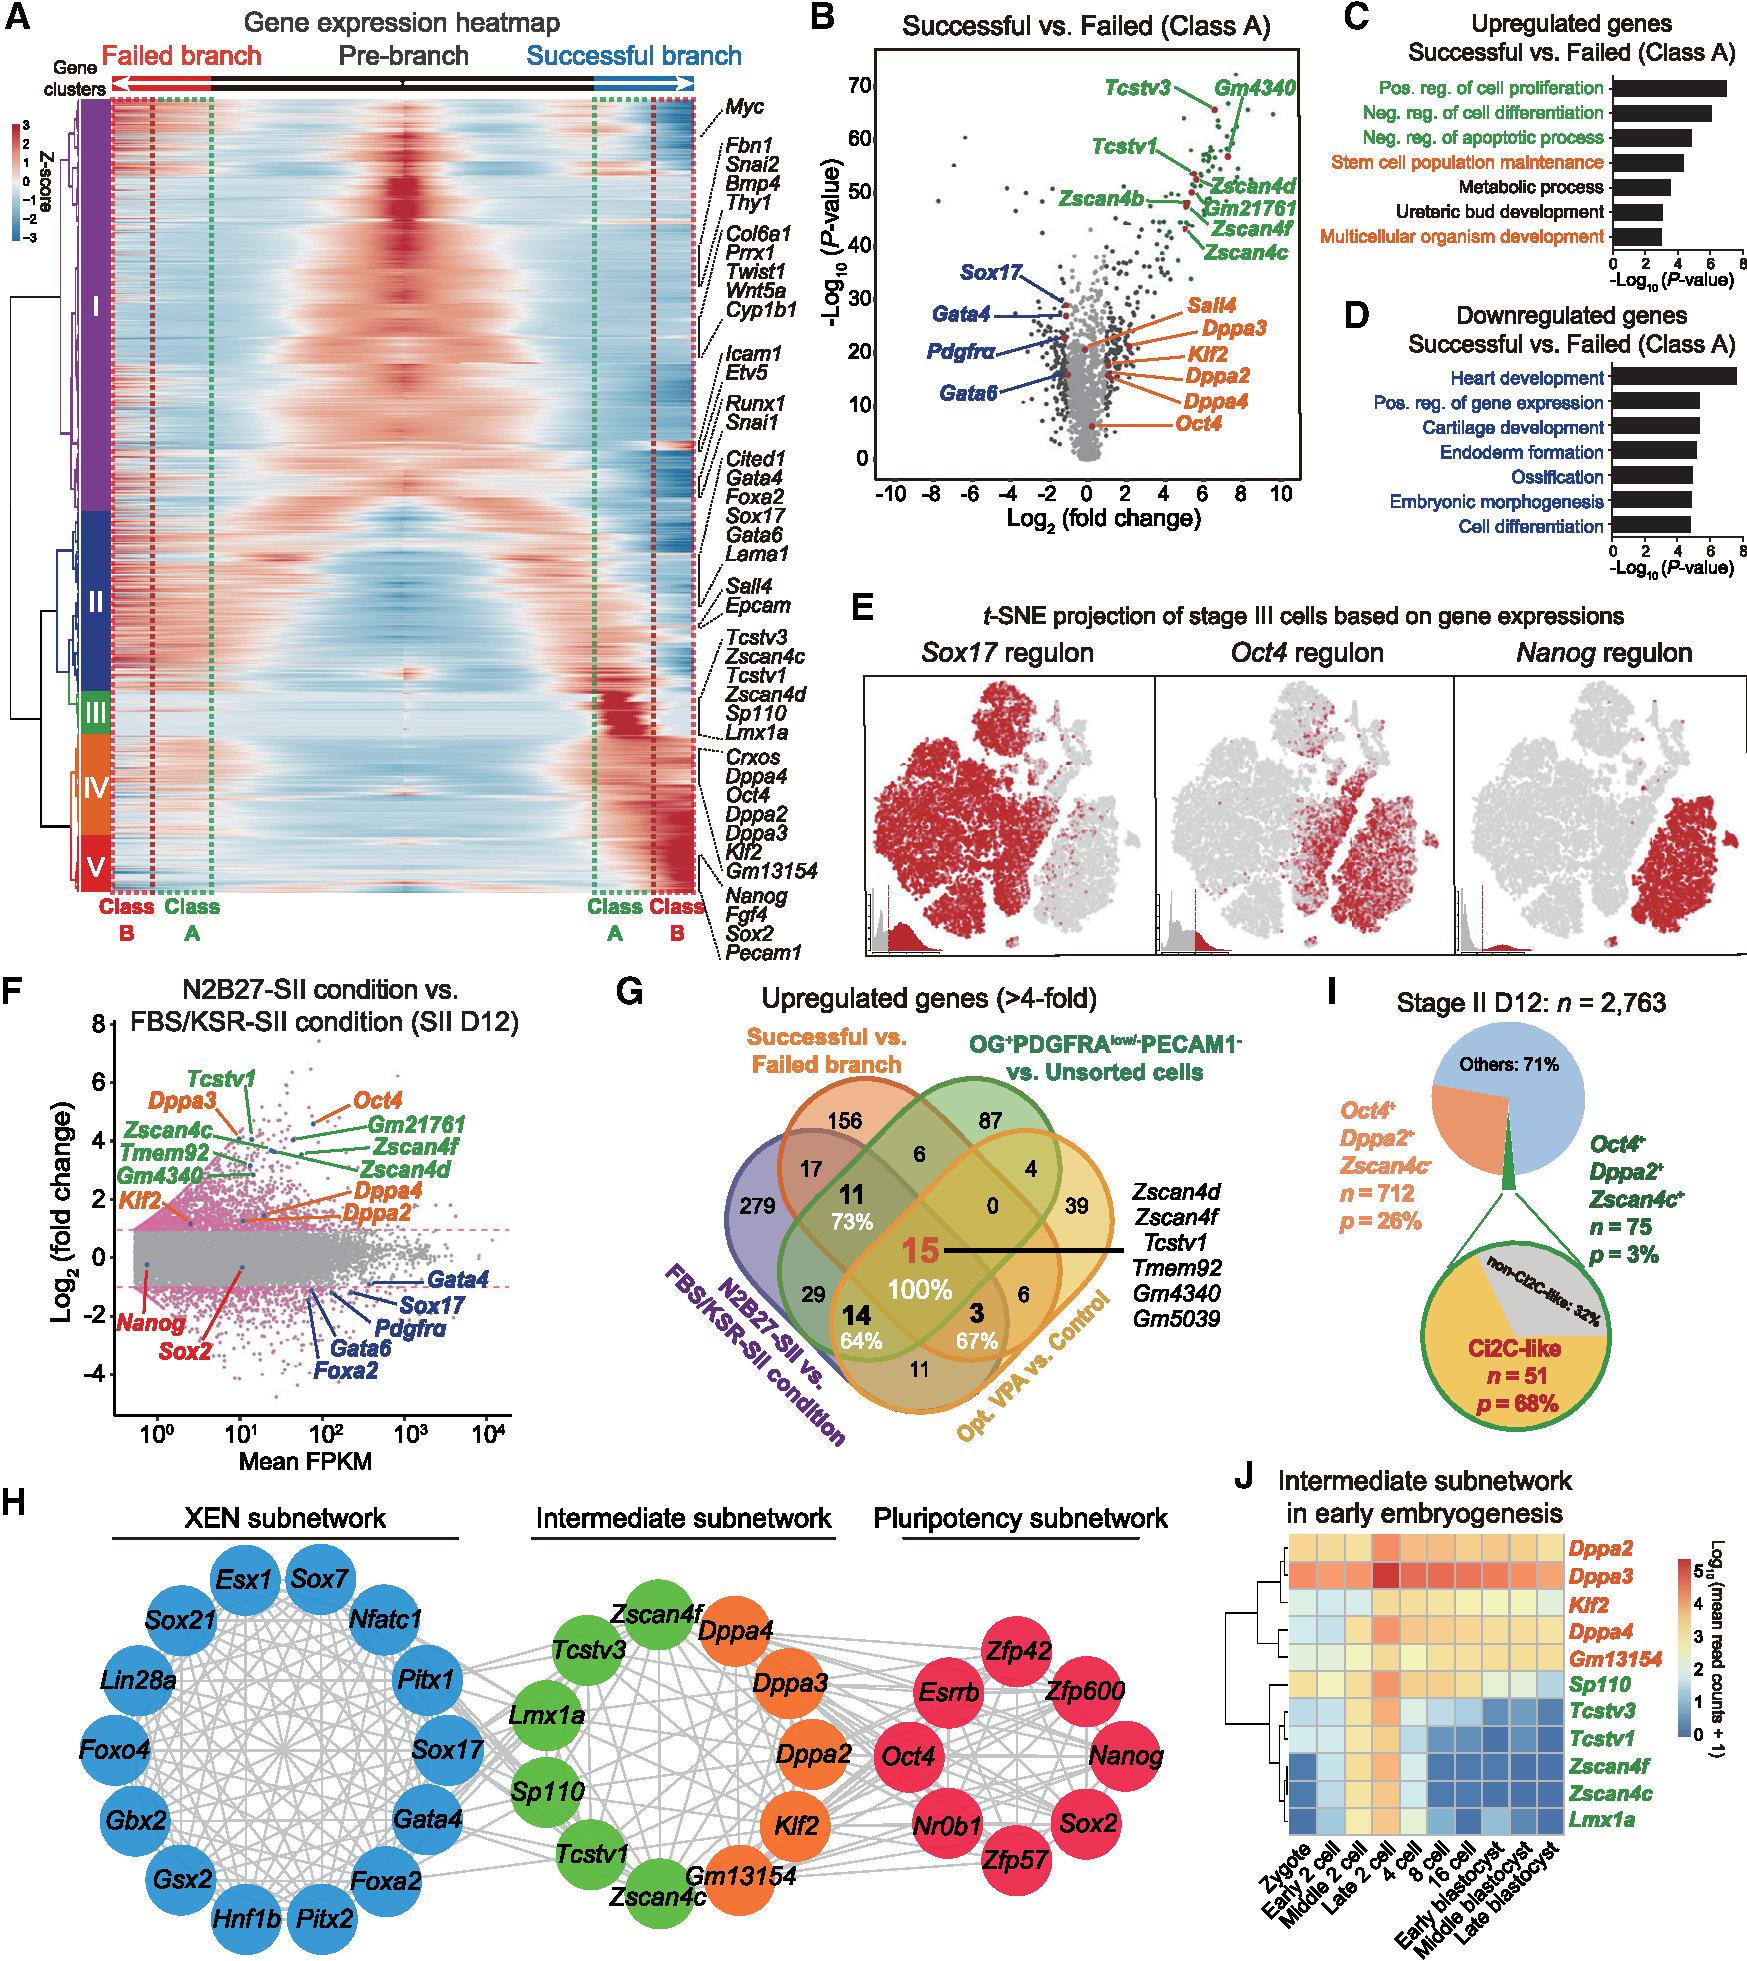 A
Gene expression heatmap
Failed branch
Pre-branch
Successful branch
Gene
clusters
3
2
1
0
−1
−2
−3
Z-score
I
II
III
IV
V
Myc
Fbn1
Snai2
Bmp4
Thy1
Col6a1
Prrx1
Twist1
Wnt5a
Cyp1b1
Icam1
Etv5
Runx1
Snai1
Cited1
Gata4
Foxa2
Sox17
Gata6
Lama1
Sall4
Epcam
Tcstv3
Zscan4c
Tcstv1
Zscan4d
Sp110
Lmx1a
Crxos
Dppa4
Oct4
Dppa2
Dppa3
Klf2
Gm13154
Nanog
Fgf4
Sox2
Pecam1
Class
B
Class
A
Class
A
Class
B
B
Successful vs. Failed (Class A)
-Log10 (P-value)
70
60
50
40
30
20
10
0
-10 -8 -6 -4 -2 0 2 4 6 8 10
Log2 (fold change)
Tcstv3
Gm4340
Tcstv1
Zscan4d
Zscan4b
Gm21761
Zscan4f
Zscan4c
Sox17
Gata4
Pdgfrα
Gata6
Sall4
Dppa3
Klf2
Dppa2
Dppa4
Oct4
C
Upregulated genes
Successful vs. Failed (Class A)
Pos. reg. of cell proliferation
Neg. reg. of cell differentiation
Neg. reg. of apoptotic process
Stem cell population maintenance
Metabolic process
Ureteric bud development
Multicellular organism development
0 2 4 6 8
-Log10 (P-value)
D
Downregulated genes
Successful vs. Failed (Class A)
Heart development
Pos. reg. of gene expression
Cartilage development
Endoderm formation
Ossification
Embryonic morphogenesis
Cell differentiation
0 2 4 6 8
-Log10 (P-value)
E
t-SNE projection of stage III cells based on gene expressions
Sox17 regulon
Oct4 regulon
Nanog regulon
F
N2B27-SII condition vs.
FBS/KSR-SII condition (SII D12)
Log2 (fold change)
8
6
4
2
0
-2
-4
10⁰ 10¹ 10² 10³ 10⁴
Mean FPKM
Tcstv1
Dppa3
Oct4
Zscan4c
Gm21761
Tmem92
Zscan4f
Gm4340
Zscan4d
Klf2
Dppa4
Dppa2
Gata4
Nanog
Sox17
Sox2
Pdgfrα
Gata6
Foxa2
G
Upregulated genes (>4-fold)
Successful vs.
Failed branch
OG⁺PDGFRAˡᵒʷ/⁻PECAM1⁻
vs. Unsorted cells
156
87
17
6
4
279
11
73%
0
39
15
100%
29
14
64%
3
67%
6
11
Zscan4d
Zscan4f
Tcstv1
Tmem92
Gm4340
Gm5039
N2B27-SII vs.
FBS/KSR-SII condition
Opt. VPA vs. Control
I
Stage II D12: n = 2,763
Others: 71%
Oct4⁺
Dppa2⁺
Zscan4c⁻
n = 712
p = 26%
Oct4⁺
Dppa2⁺
Zscan4c⁺
n = 75
p = 3%
non-Ci2C-like: 32%
Ci2C-like
n = 51
p = 68%
H
XEN subnetwork
Intermediate subnetwork
Pluripotency subnetwork
Esx1
Sox7
Sox21
Nfatc1
Lin28a
Pitx1
Foxo4
Sox17
Gbx2
Gata4
Gsx2
Foxa2
Hnf1b
Pitx2
Zscan4f
Dppa4
Tcstv3
Dppa3
Lmx1a
Dppa2
Sp110
Klf2
Tcstv1
Gm13154
Zscan4c
Zfp42
Esrrb
Zfp600
Oct4
Nanog
Nr0b1
Sox2
Zfp57
J
Intermediate subnetwork
in early embryogenesis
Dppa2
Dppa3
Klf2
Dppa4
Gm13154
Sp110
Tcstv3
Tcstv1
Zscan4f
Zscan4c
Lmx1a
Zygote
Early 2 cell
Middle 2 cell
Late 2 cell
4 cell
8 cell
16 cell
Early blastocyst
Middle blastocyst
Late blastocyst
5
4
3
2
1
0
Log10 (mean read counts + 1)